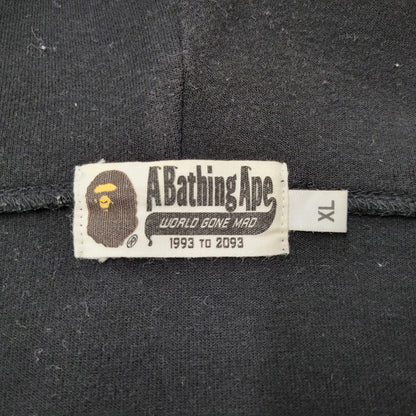 A Bathing Ape
WORLD GONE MAD
1993 TO 2093
®
XL